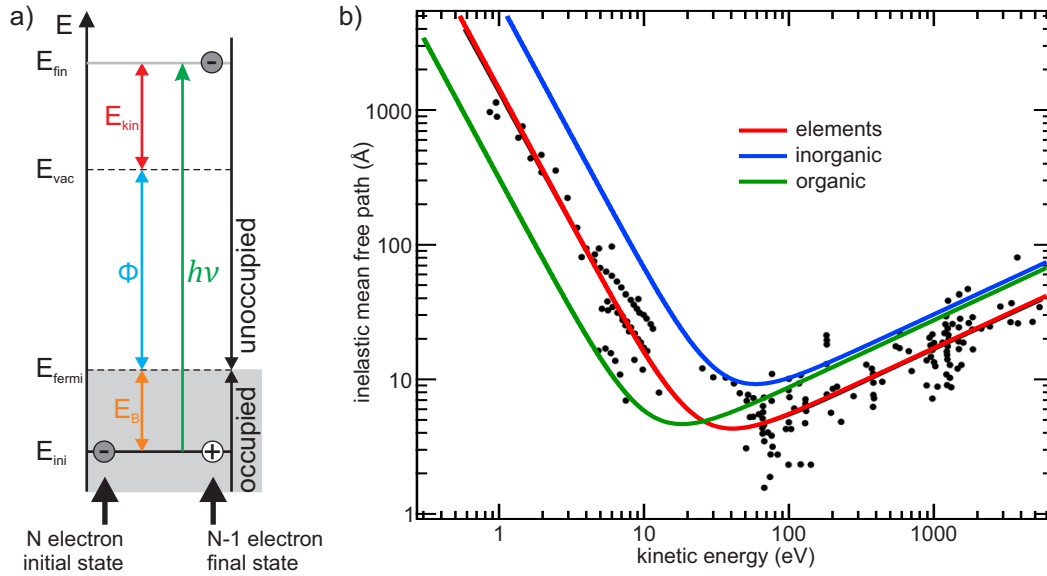 a)
E
E_fin
E_kin
E_vac
Φ
hν
unoccupied
E_fermi
E_B
occupied
E_ini
-
-
+
N electron
initial state
N-1 electron
final state
b)
inelastic mean free path (Å)
1000
100
10
1
elements
inorganic
organic
1
10
100
1000
kinetic energy (eV)